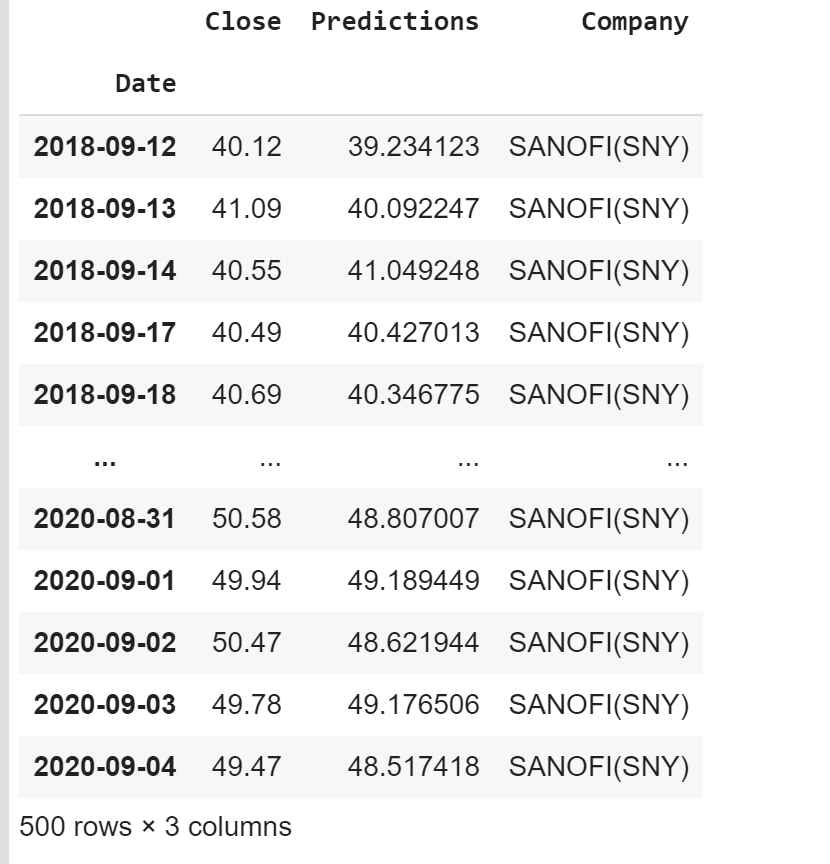 Close Predictions Company
Date
2018-09-12 40.12 39.234123 SANOFI(SNY)
2018-09-13 41.09 40.092247 SANOFI(SNY)
2018-09-14 40.55 41.049248 SANOFI(SNY)
2018-09-17 40.49 40.427013 SANOFI(SNY)
2018-09-18 40.69 40.346775 SANOFI(SNY)
... ... ... ...
2020-08-31 50.58 48.807007 SANOFI(SNY)
2020-09-01 49.94 49.189449 SANOFI(SNY)
2020-09-02 50.47 48.621944 SANOFI(SNY)
2020-09-03 49.78 49.176506 SANOFI(SNY)
2020-09-04 49.47 48.517418 SANOFI(SNY)
500 rows × 3 columns